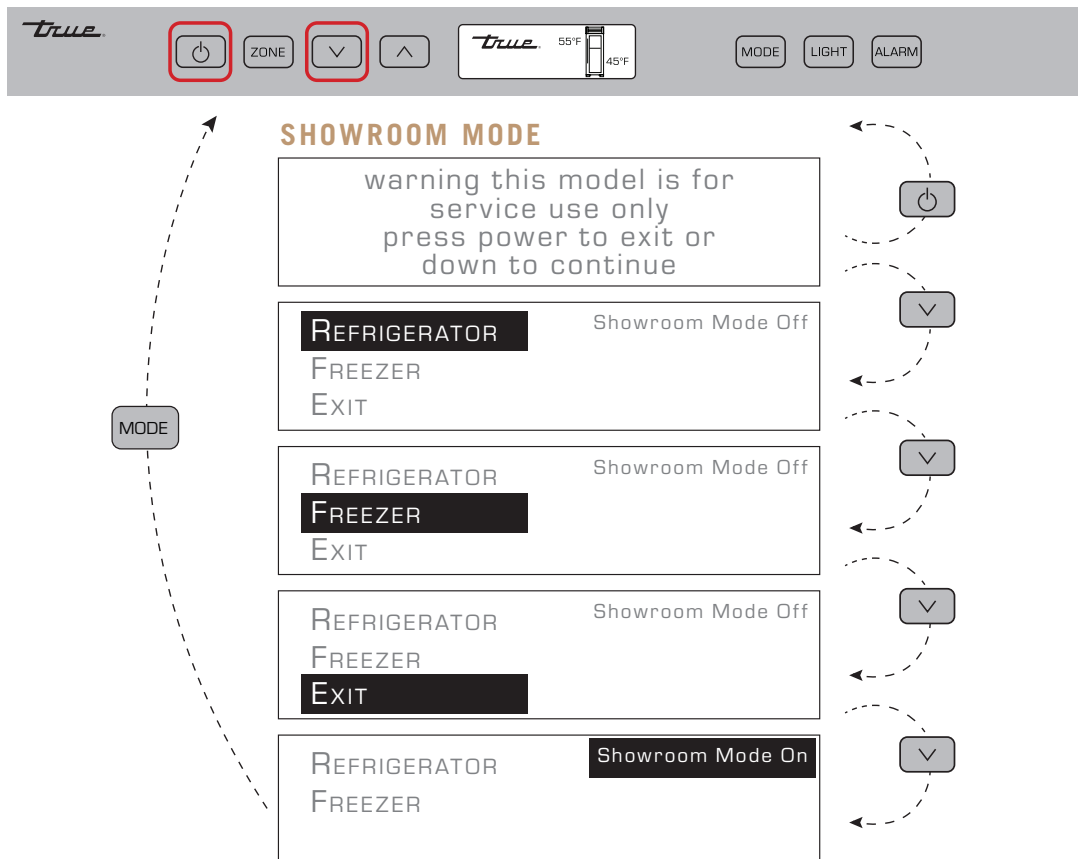 True.
ZONE
True.
55°F
45°F
MODE
LIGHT
ALARM
SHOWROOM MODE
warning this model is for
service use only
press power to exit or
down to continue
REFRIGERATOR
Showroom Mode Off
FREEZER
EXIT
MODE
REFRIGERATOR
Showroom Mode Off
FREEZER
EXIT
REFRIGERATOR
Showroom Mode Off
FREEZER
EXIT
REFRIGERATOR
Showroom Mode On
FREEZER